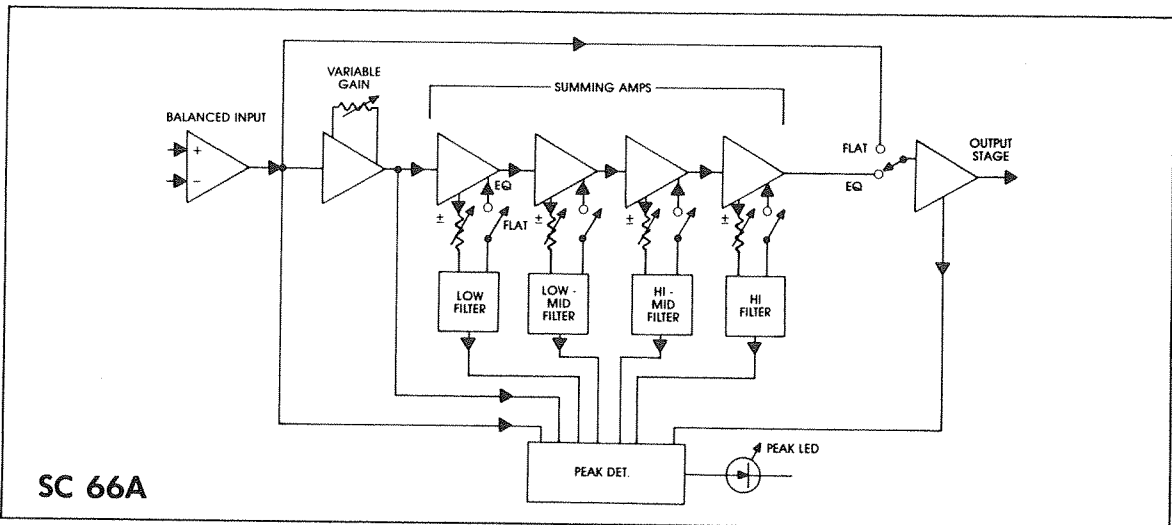 VARIABLE
GAIN
SUMMING AMPS
BALANCED INPUT
+
−
FLAT
EQ
OUTPUT
STAGE
EQ
FLAT
±
±
±
±
LOW
FILTER
LOW -
MID
FILTER
HI -
MID
FILTER
HI
FILTER
PEAK DET.
PEAK LED
SC 66A